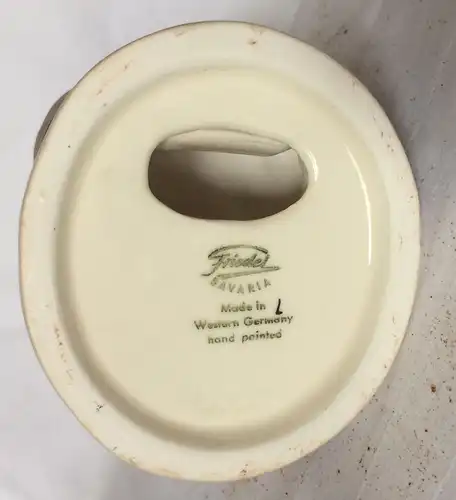 Friedel
BAVARIA
Made in L
Western Germany
hand painted